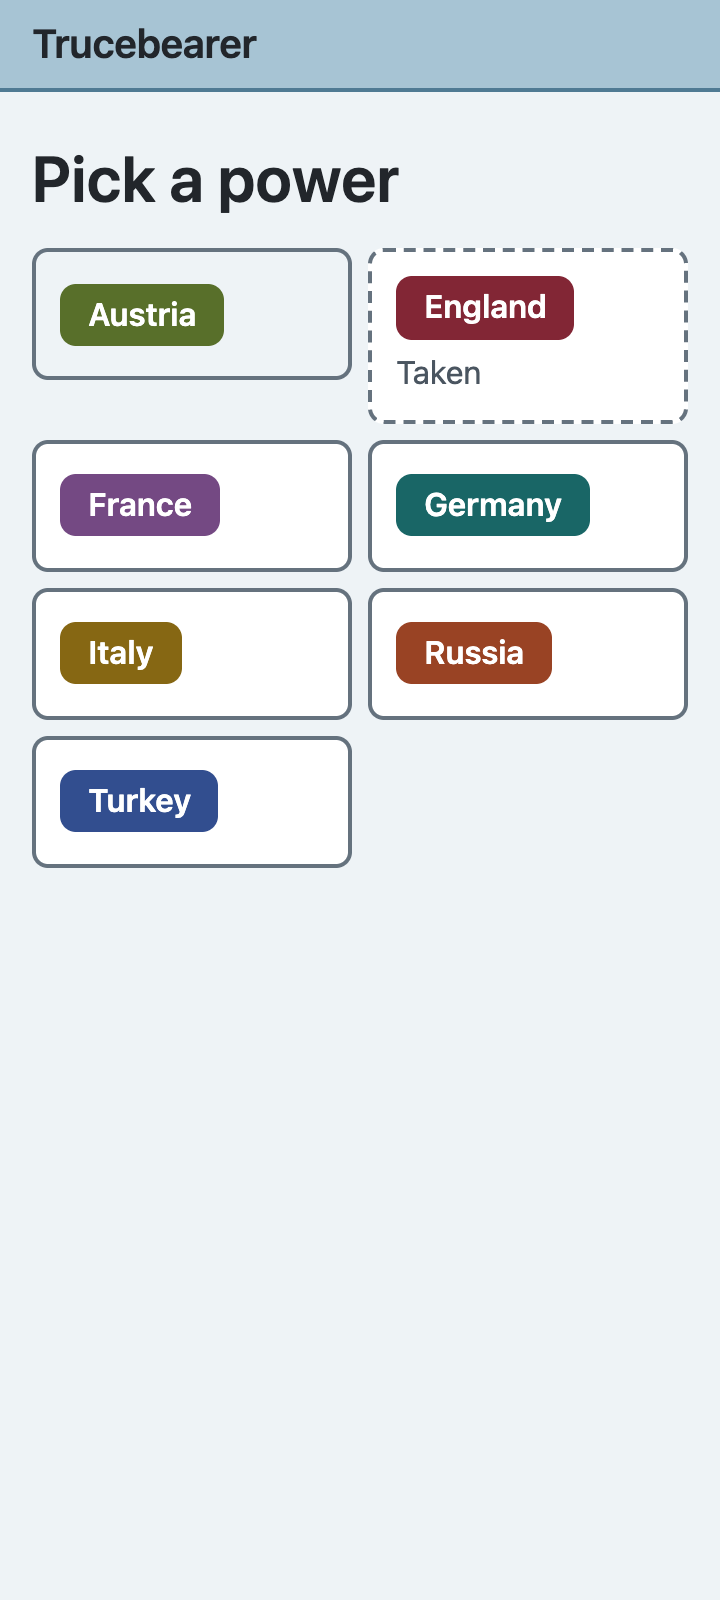 Trucebearer
Pick a power
Austria
England
Taken
France
Germany
Italy
Russia
Turkey